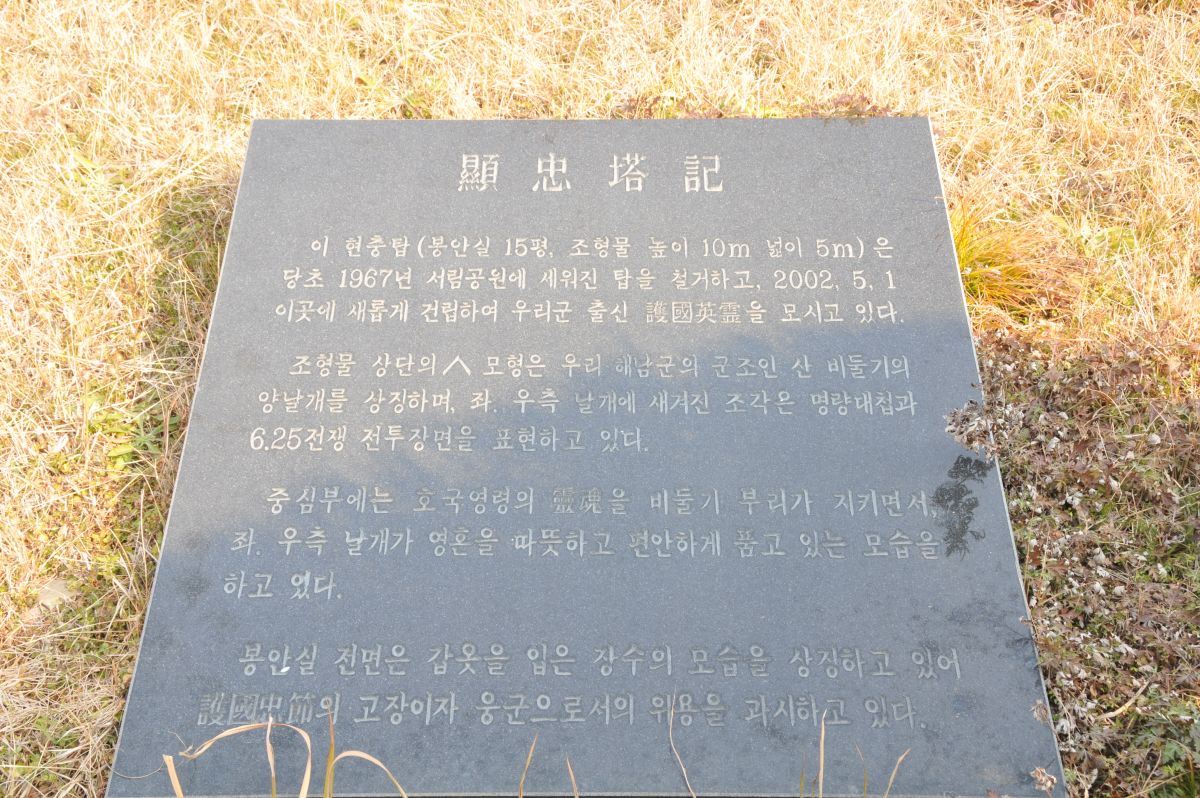 顯忠塔記
이 현충탑(봉안실 15평, 조형물 높이 10m 넓이 5m)은
당초 1967년 서림공원에 세워진 탑을 철거하고, 2002, 5, 1
이곳에 새롭게 건립하여 우리군 출신 護國英霊을 모시고 있다.
조형물 상단의 人 모형은 우리 해남군의 군조인 산 비둘기의
양날개를 상징하며, 좌. 우측 날개에 새겨진 조각은 명량대첩과
6.25전쟁 전투장면을 표현하고 있다.
중심부에는 호국영령의 靈魂을 비둘기 부리가 지키면서,
좌. 우측 날개가 영혼을 따뜻하고 편안하게 품고 있는 모습을
하고 있다.
봉안실 전면은 갑옷을 입은 장수의 모습을 상징하고 있어
護國忠節의 고장이자 웅군으로서의 위용을 과시하고 있다.